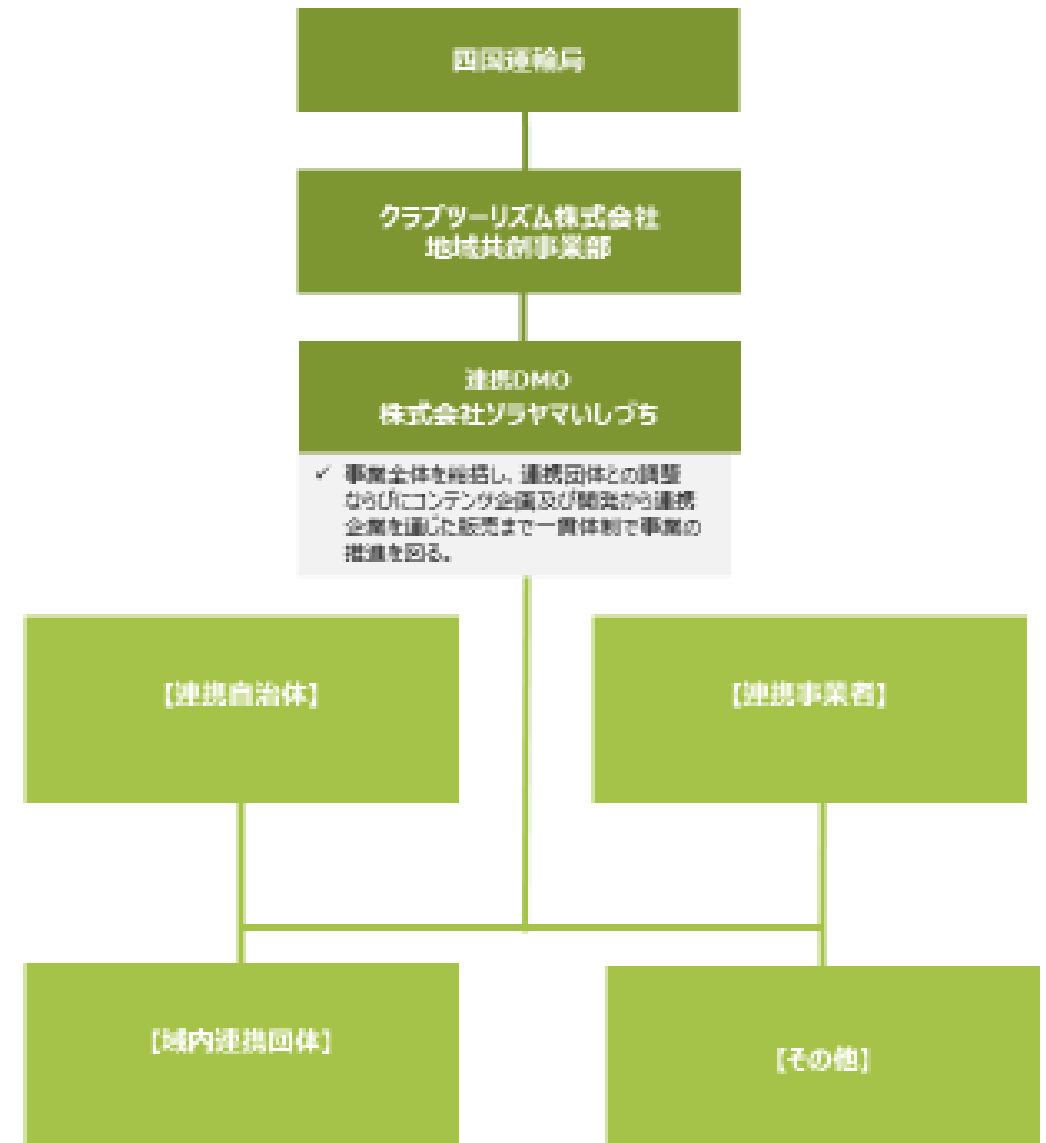 四国運輸局
クラブツーリズム株式会社
地域共創事業部
連携DMO
株式会社ソラヤマいしづち
✓ 事業全体を総括し、連携団体との調整
ならびにコンテンツ企画及び開発から連携
企業を通じた販売まで一貫体制で事業の
推進を図る。
[連携自治体]
[連携事業者]
[域内連携団体]
[その他]